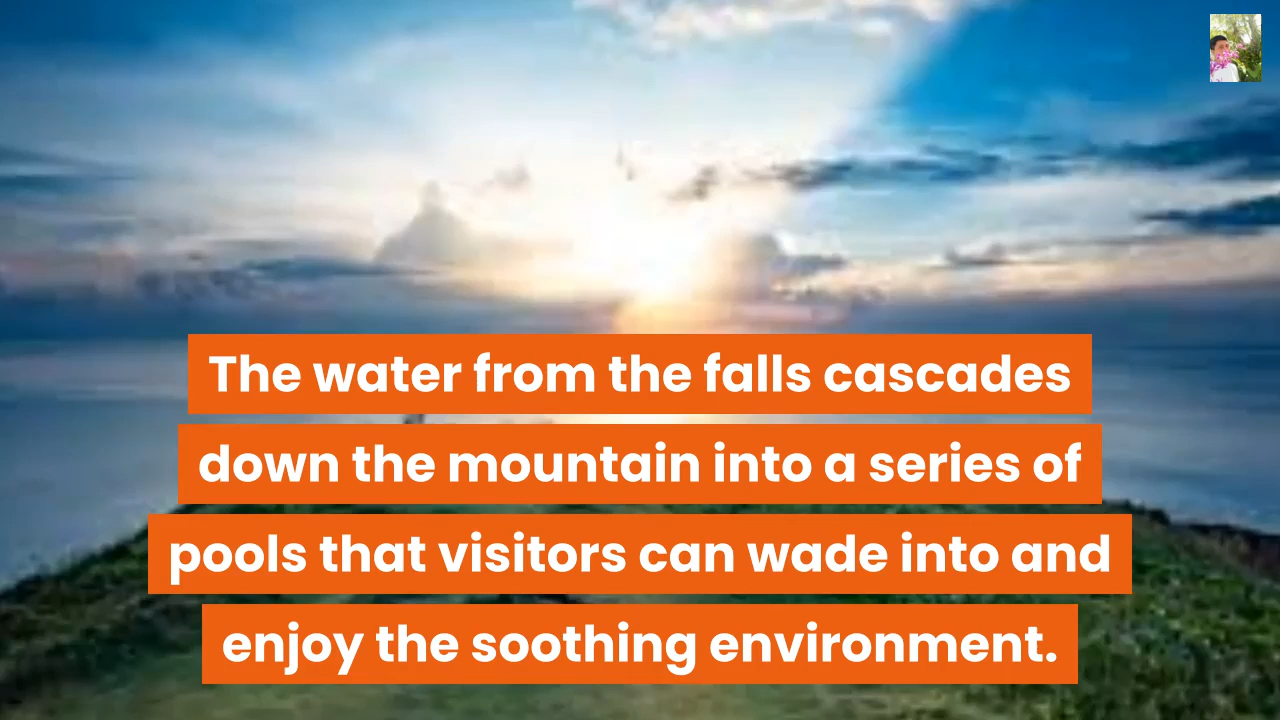 The water from the falls cascades
down the mountain into a series of
pools that visitors can wade into and
enjoy the soothing environment.